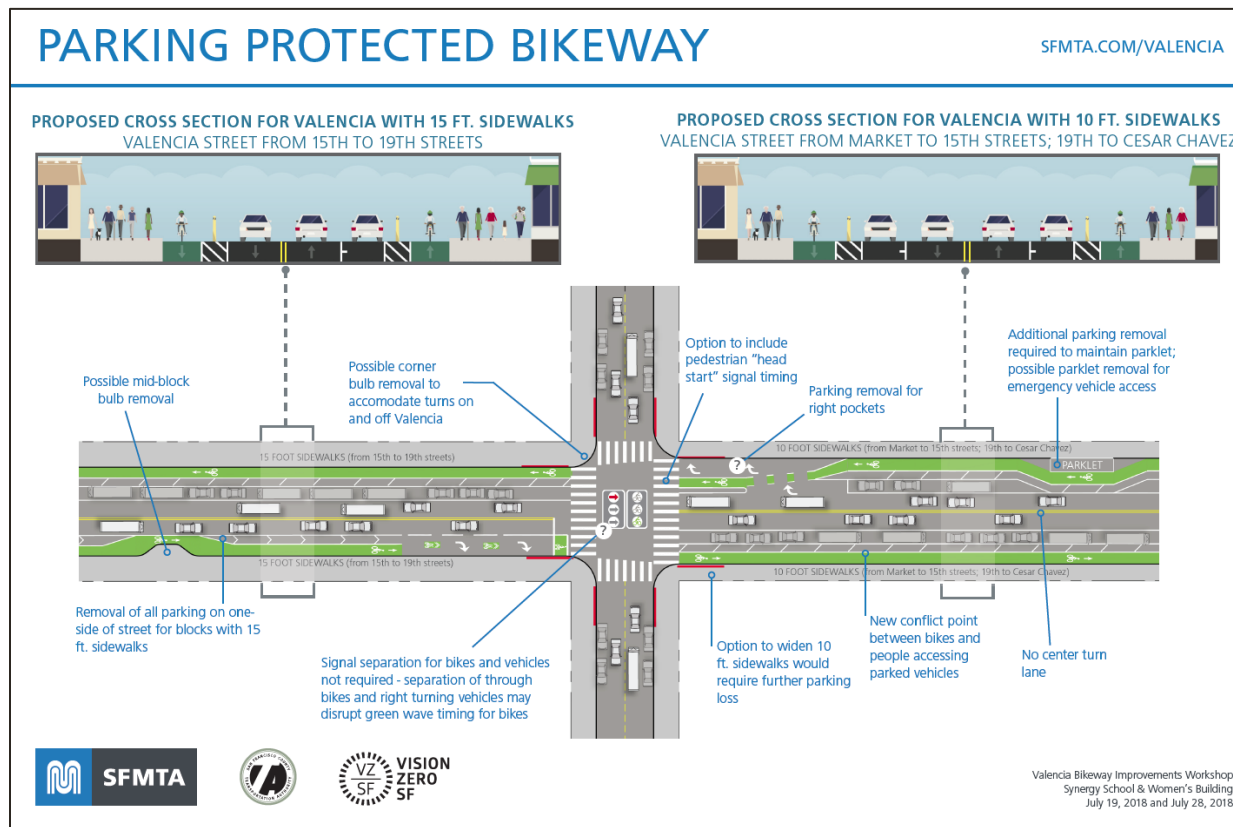 PARKING PROTECTED BIKEWAY
SFMTA.COM/VALENCIA
PROPOSED CROSS SECTION FOR VALENCIA WITH 15 FT. SIDEWALKS
VALENCIA STREET FROM 15TH TO 19TH STREETS
PROPOSED CROSS SECTION FOR VALENCIA WITH 10 FT. SIDEWALKS
VALENCIA STREET FROM MARKET TO 15TH STREETS; 19TH TO CESAR CHAVEZ
Possible mid-block
bulb removal
Possible corner
bulb removal to
accomodate turns on
and off Valencia
Option to include
pedestrian "head
start" signal timing
Parking removal for
right pockets
Additional parking removal
required to maintain parklet;
possible parklet removal for
emergency vehicle access
15 FOOT SIDEWALKS (from 15th to 19th streets)
10 FOOT SIDEWALKS (from Market to 15th streets; 19th to Cesar Chavez)
?
PARKLET
?
15 FOOT SIDEWALKS (from 15th to 19th streets)
10 FOOT SIDEWALKS (from Market to 15th streets; 19th to Cesar Chavez)
Removal of all parking on one-
side of street for blocks with 15
ft. sidewalks
Signal separation for bikes and vehicles
not required - separation of through
bikes and right turning vehicles may
disrupt green wave timing for bikes
Option to widen 10
ft. sidewalks would
require further parking
loss
New conflict point
between bikes and
people accessing
parked vehicles
No center turn
lane
SFMTA
SAN FRANCISCO COUNTY
TRANSPORTATION AUTHORITY
VZ
SF
VISION
ZERO
SF
Valencia Bikeway Improvements Workshop
Synergy School & Women's Building
July 19, 2018 and July 28, 2018